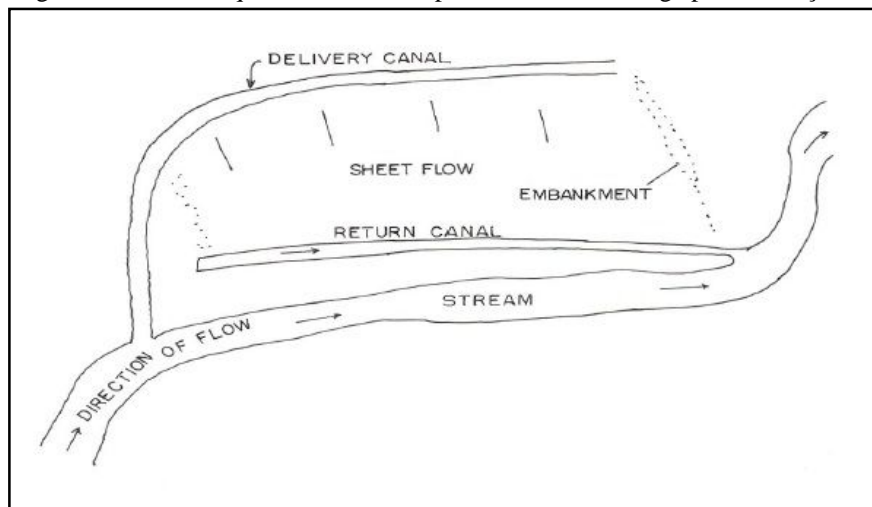 DELIVERY CANAL
SHEET FLOW
EMBANKMENT
RETURN CANAL
STREAM
DIRECTION OF FLOW